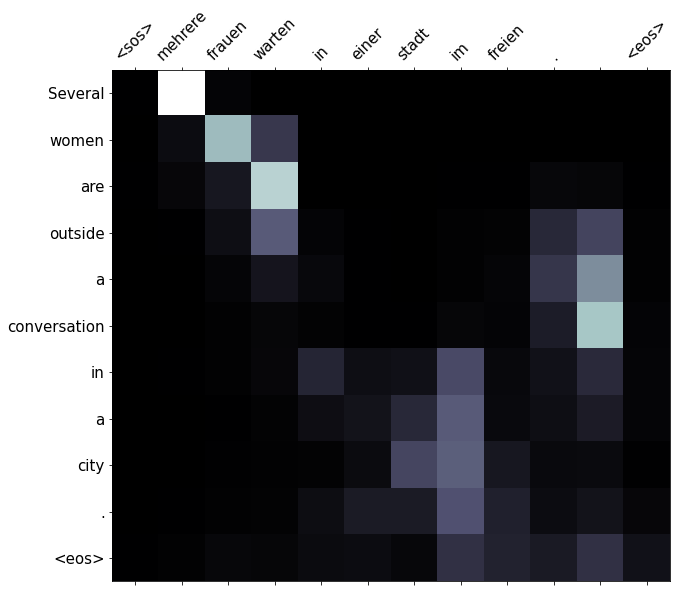 <sos> mehrere frauen warten in einer stadt im freien . <eos>
Several
women
are
outside
a
conversation
in
a
city
.
<eos>